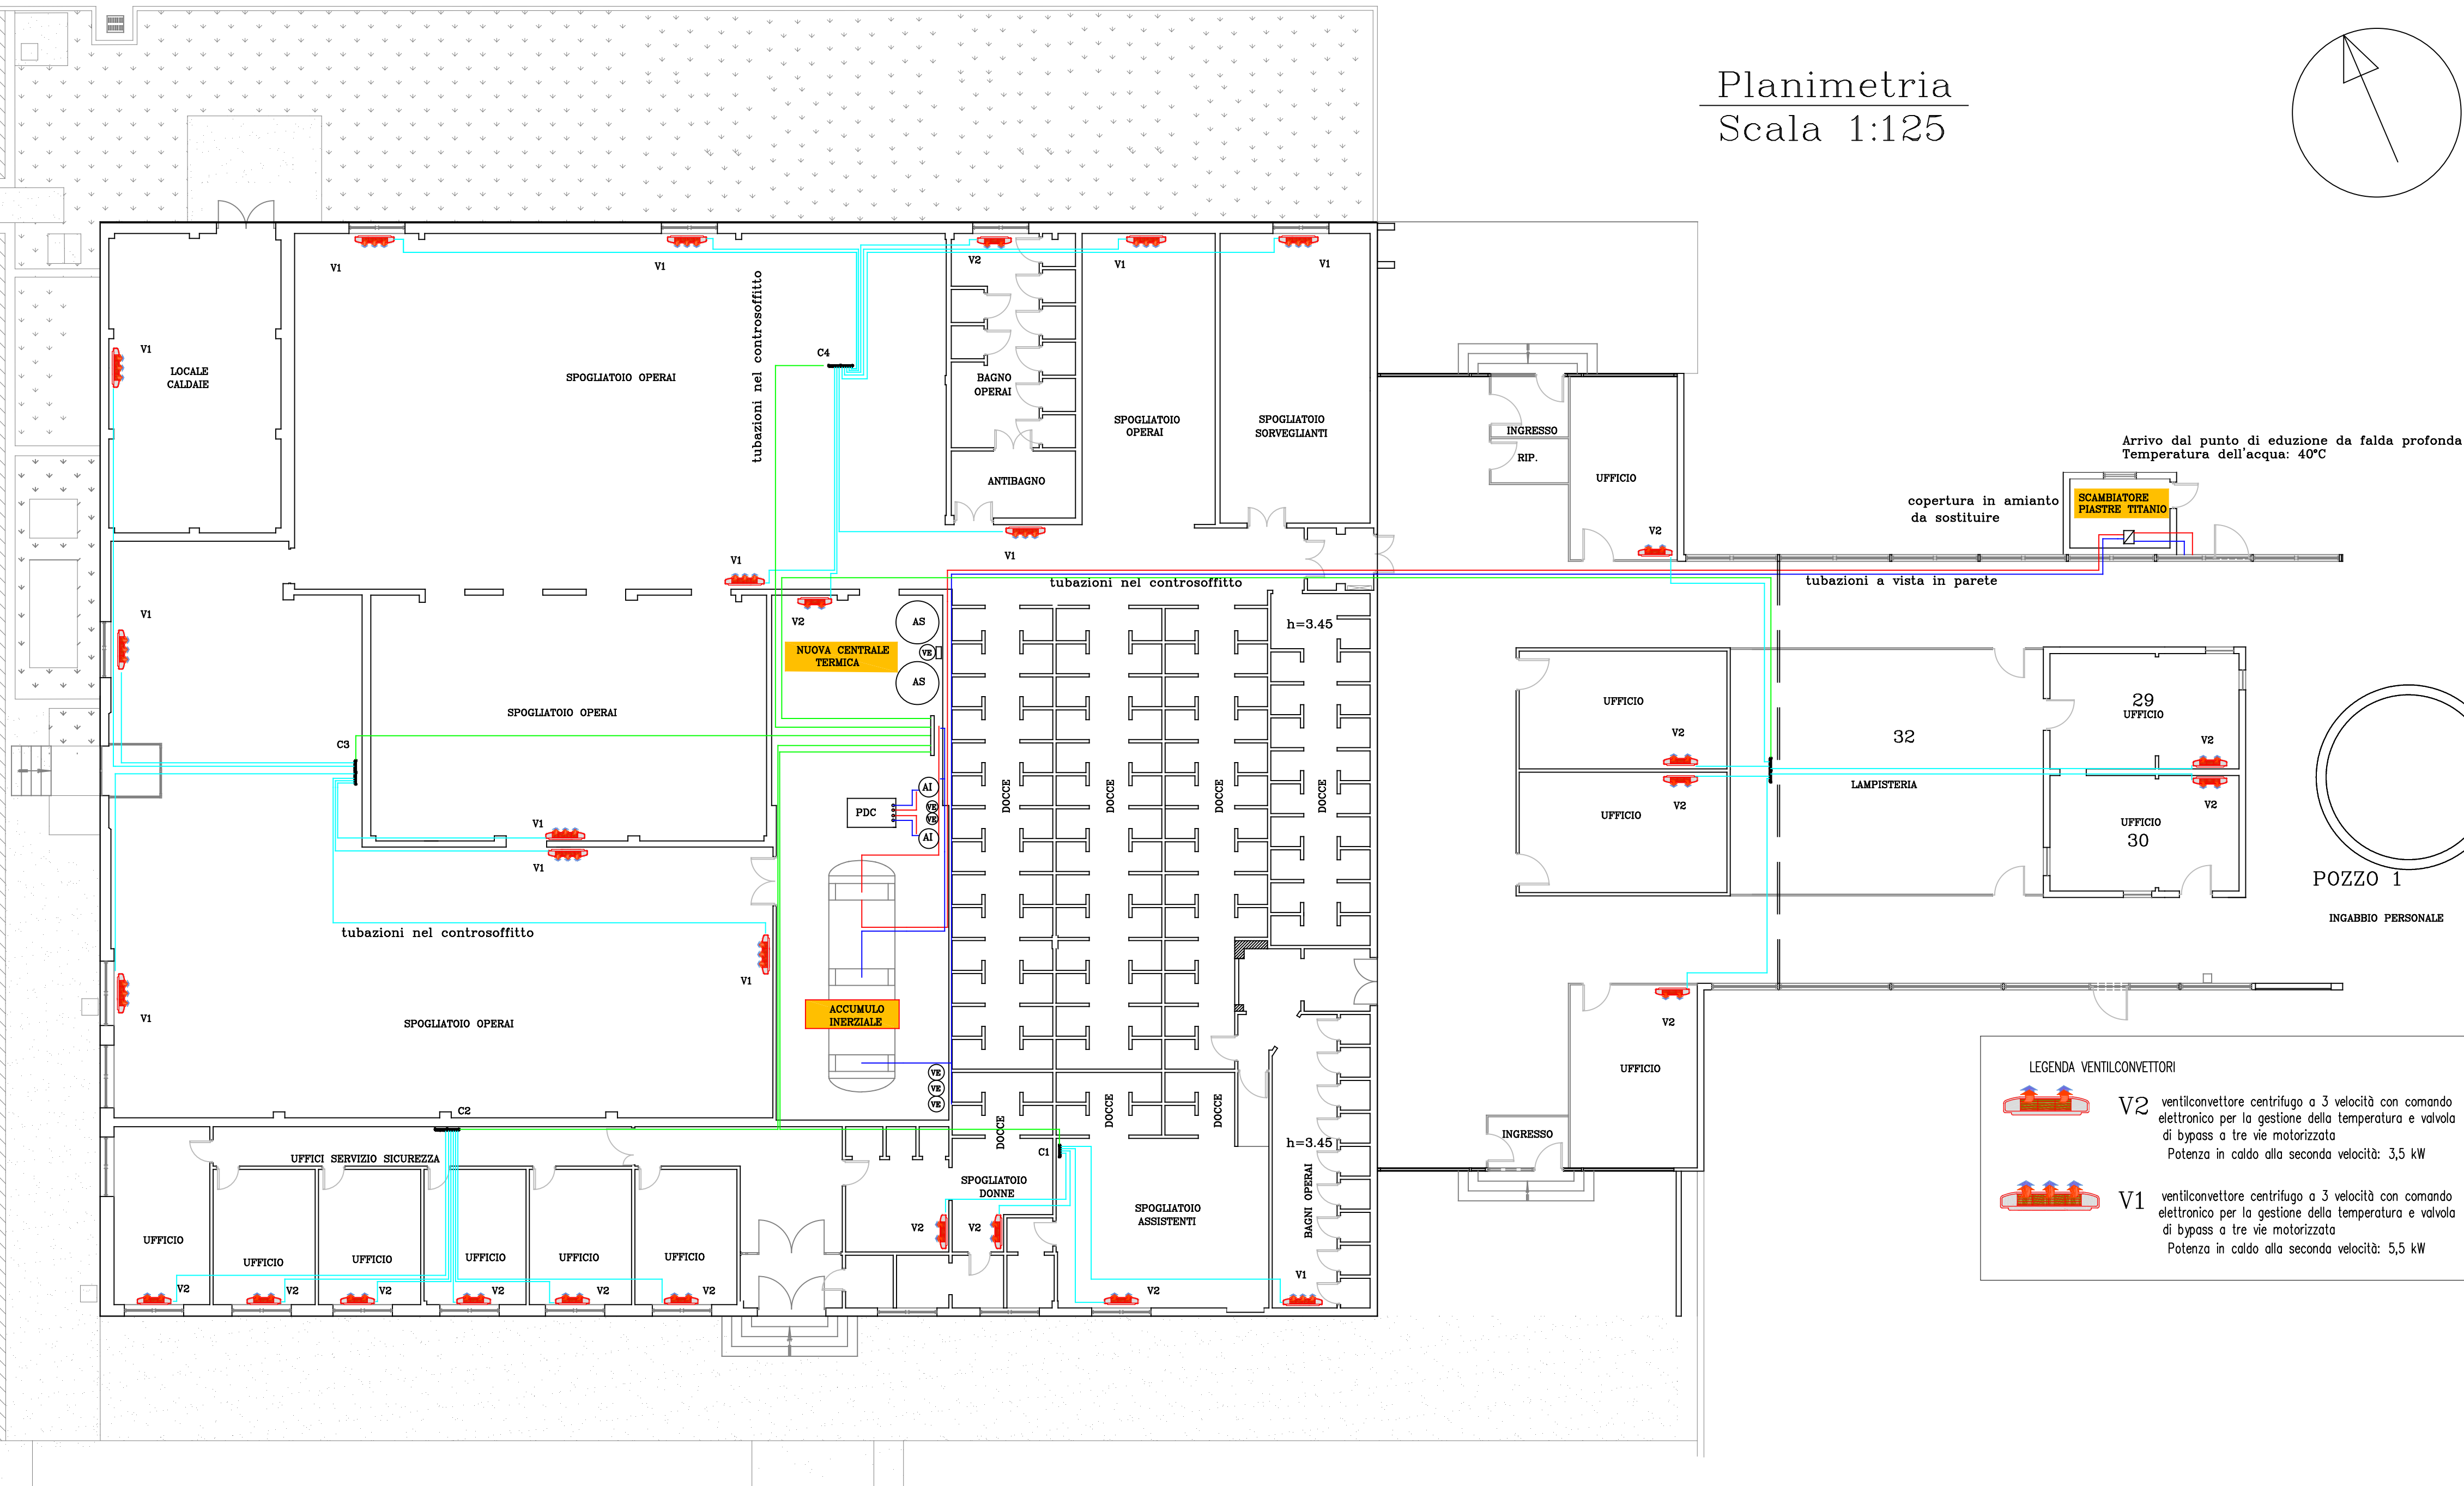 Planimetria
Scala 1:125
V1
V1
V2
V1
V1
tubazioni nel controsoffitto
V1
LOCALE
CALDAIE
SPOGLIATOIO OPERAI
C4
BAGNO
OPERAI
SPOGLIATOIO
OPERAI
SPOGLIATOIO
SORVEGLIANTI
ANTIBAGNO
INGRESSO
RIP.
UFFICIO
V2
Arrivo dal punto di eduzione da falda profonda
Temperatura dell'acqua: 40°C
copertura in amianto
da sostituire
SCAMBIATORE
PIASTRE TITANIO
V1
V1
tubazioni nel controsoffitto
tubazioni a vista in parete
V1
V2
AS
VE
AS
NUOVA CENTRALE
TERMICA
h=3.45
SPOGLIATOIO OPERAI
C3
UFFICIO
V2
V2
UFFICIO
32
LAMPISTERIA
29
UFFICIO
V2
V2
UFFICIO
30
POZZO 1
INGABBIO PERSONALE
PDC
AI
VE
VE
AI
DOCCE
DOCCE
DOCCE
DOCCE
V1
V1
tubazioni nel controsoffitto
V1
V1
SPOGLIATOIO OPERAI
ACCUMULO
INERZIALE
VE
VE
VE
V2
UFFICIO
INGRESSO
C2
UFFICI SERVIZIO SICUREZZA
DOCCE
DOCCE
DOCCE
h=3.45
C1
SPOGLIATOIO
DONNE
V2
V2
SPOGLIATOIO
ASSISTENTI
BAGNI OPERAI
V1
V2
UFFICIO
UFFICIO
UFFICIO
UFFICIO
UFFICIO
UFFICIO
V2
V2
V2
V2
V2
V2
LEGENDA VENTILCONVETTORI
V2
ventilconvettore centrifugo a 3 velocità con comando
elettronico per la gestione della temperatura e valvola
di bypass a tre vie motorizzata
Potenza in caldo alla seconda velocità: 3,5 kW
V1
ventilconvettore centrifugo a 3 velocità con comando
elettronico per la gestione della temperatura e valvola
di bypass a tre vie motorizzata
Potenza in caldo alla seconda velocità: 5,5 kW